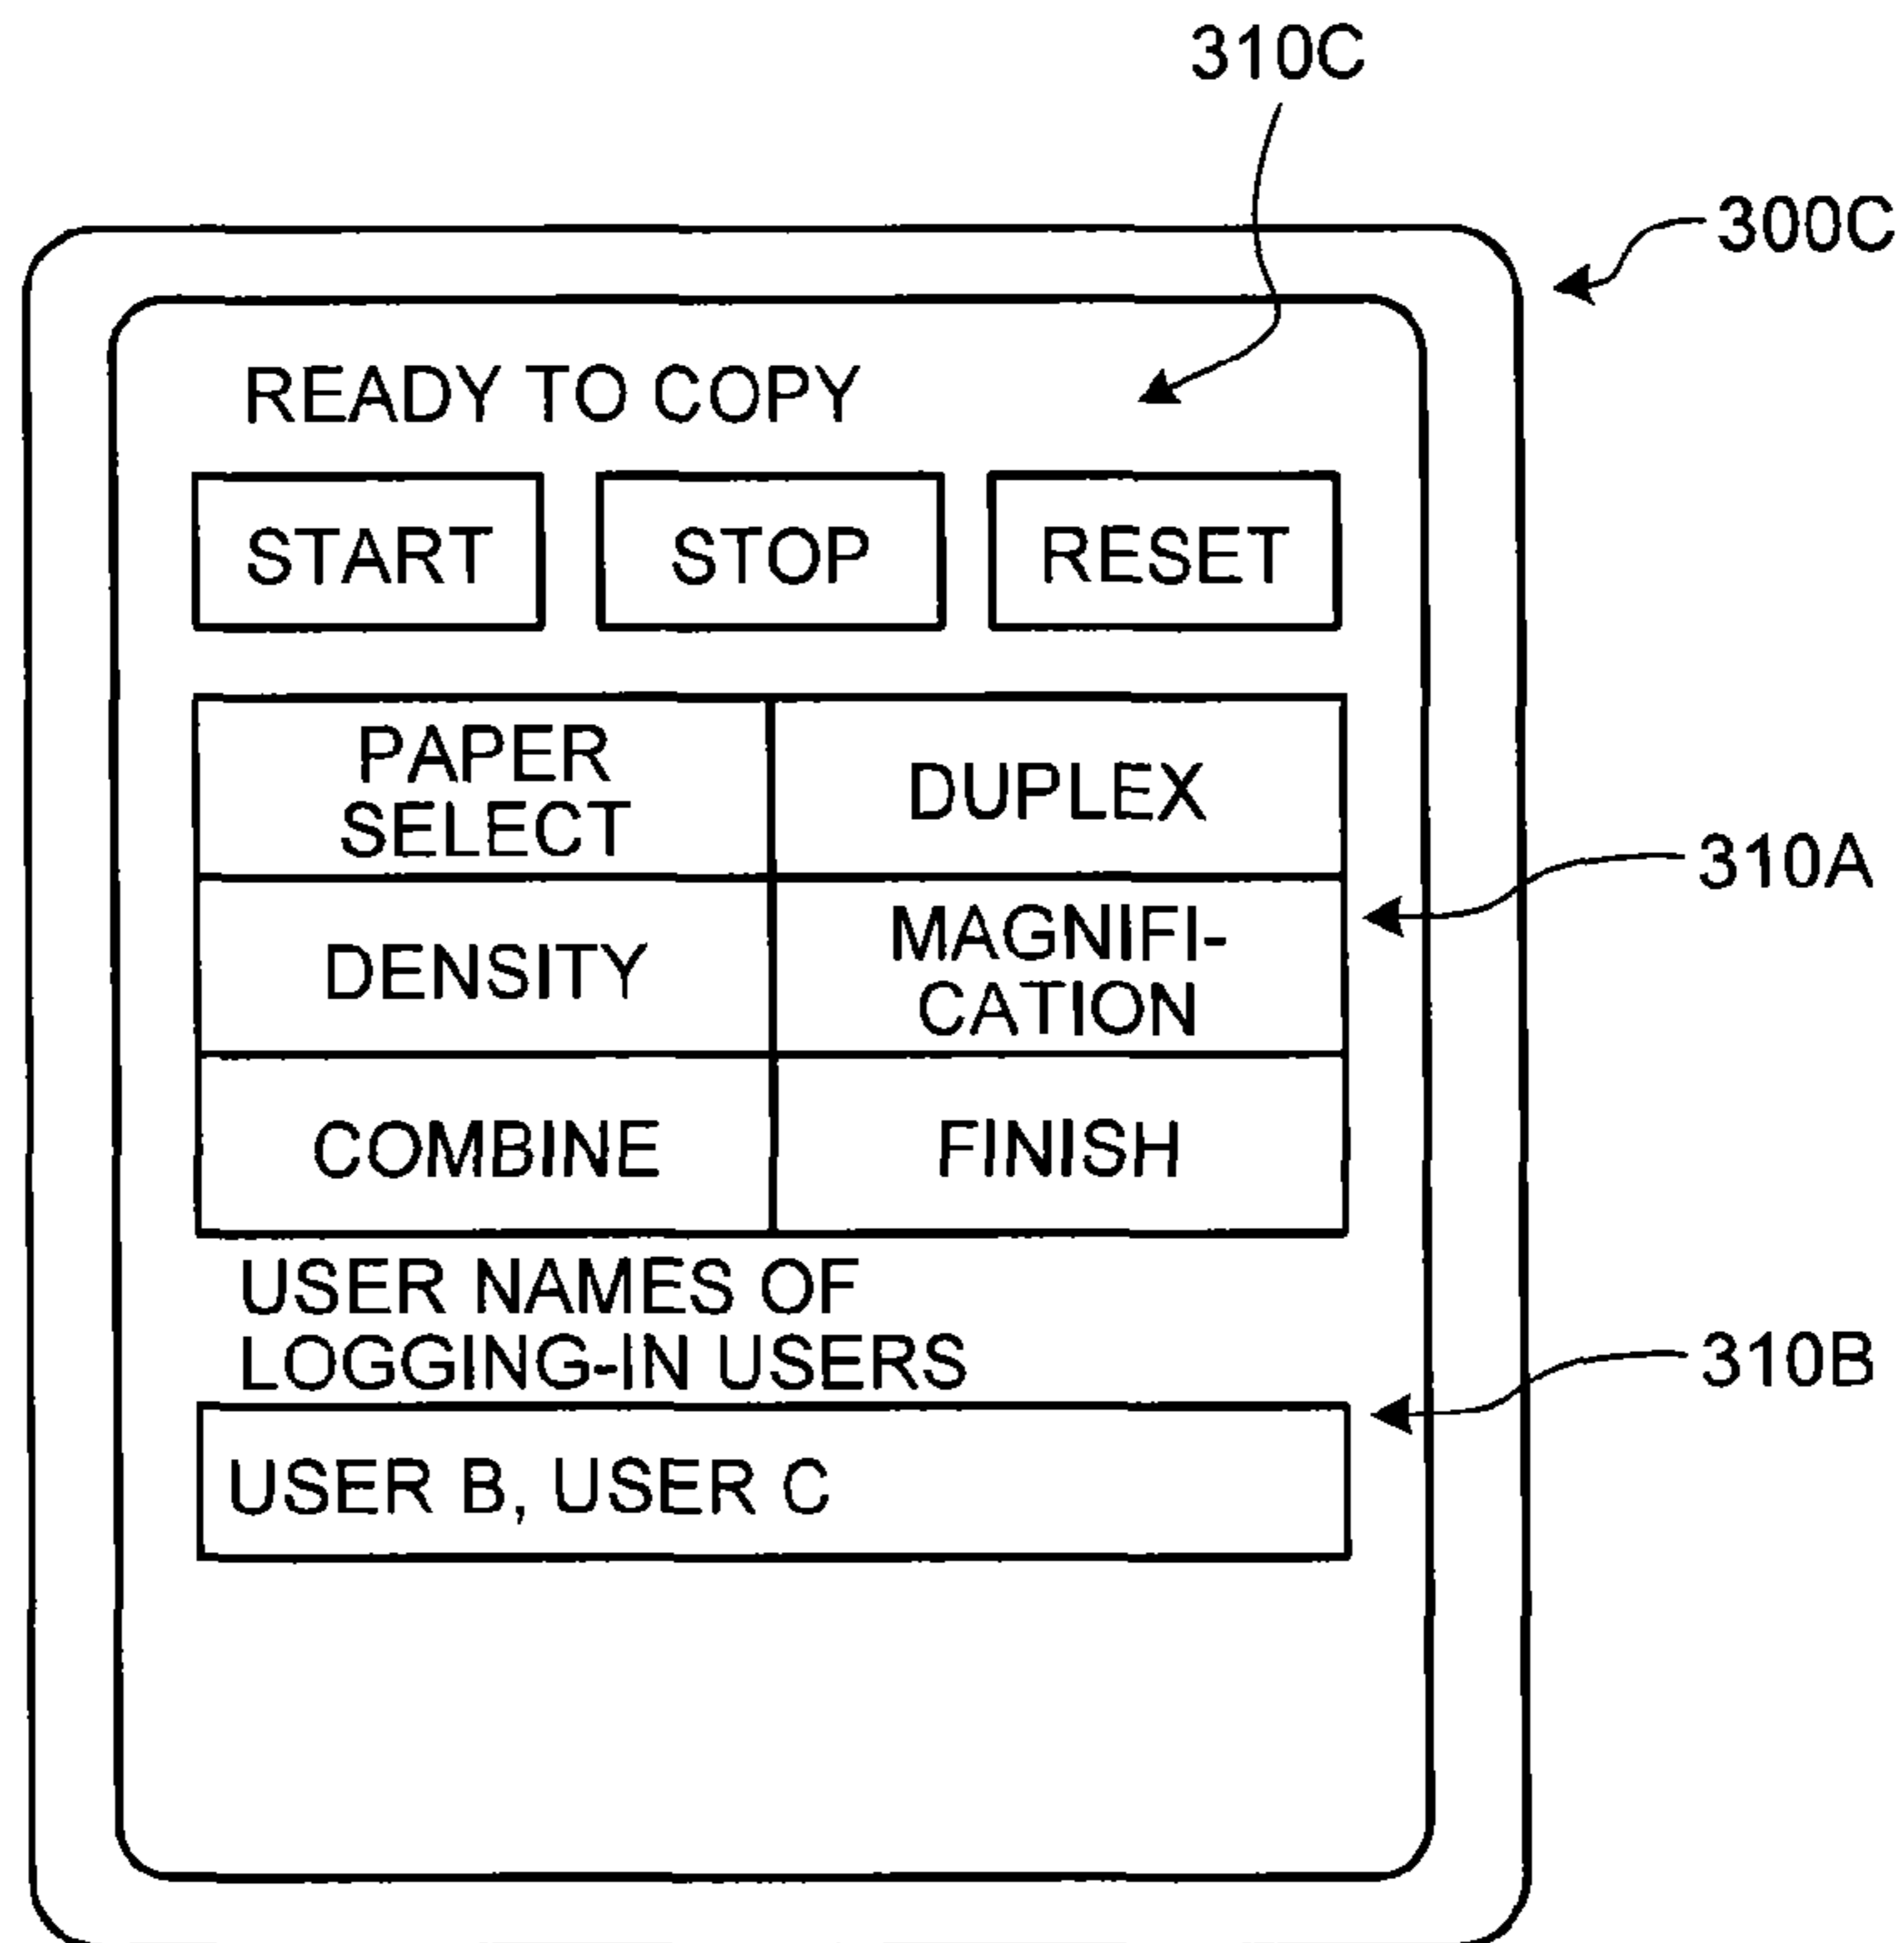 310C
300C
READY TO COPY
START STOP RESET
PAPER
SELECT
DUPLEX
310A
DENSITY
MAGNIFI-
CATION
COMBINE FINISH
USER NAMES OF
LOGGING-IN USERS
310B
USER B, USER C